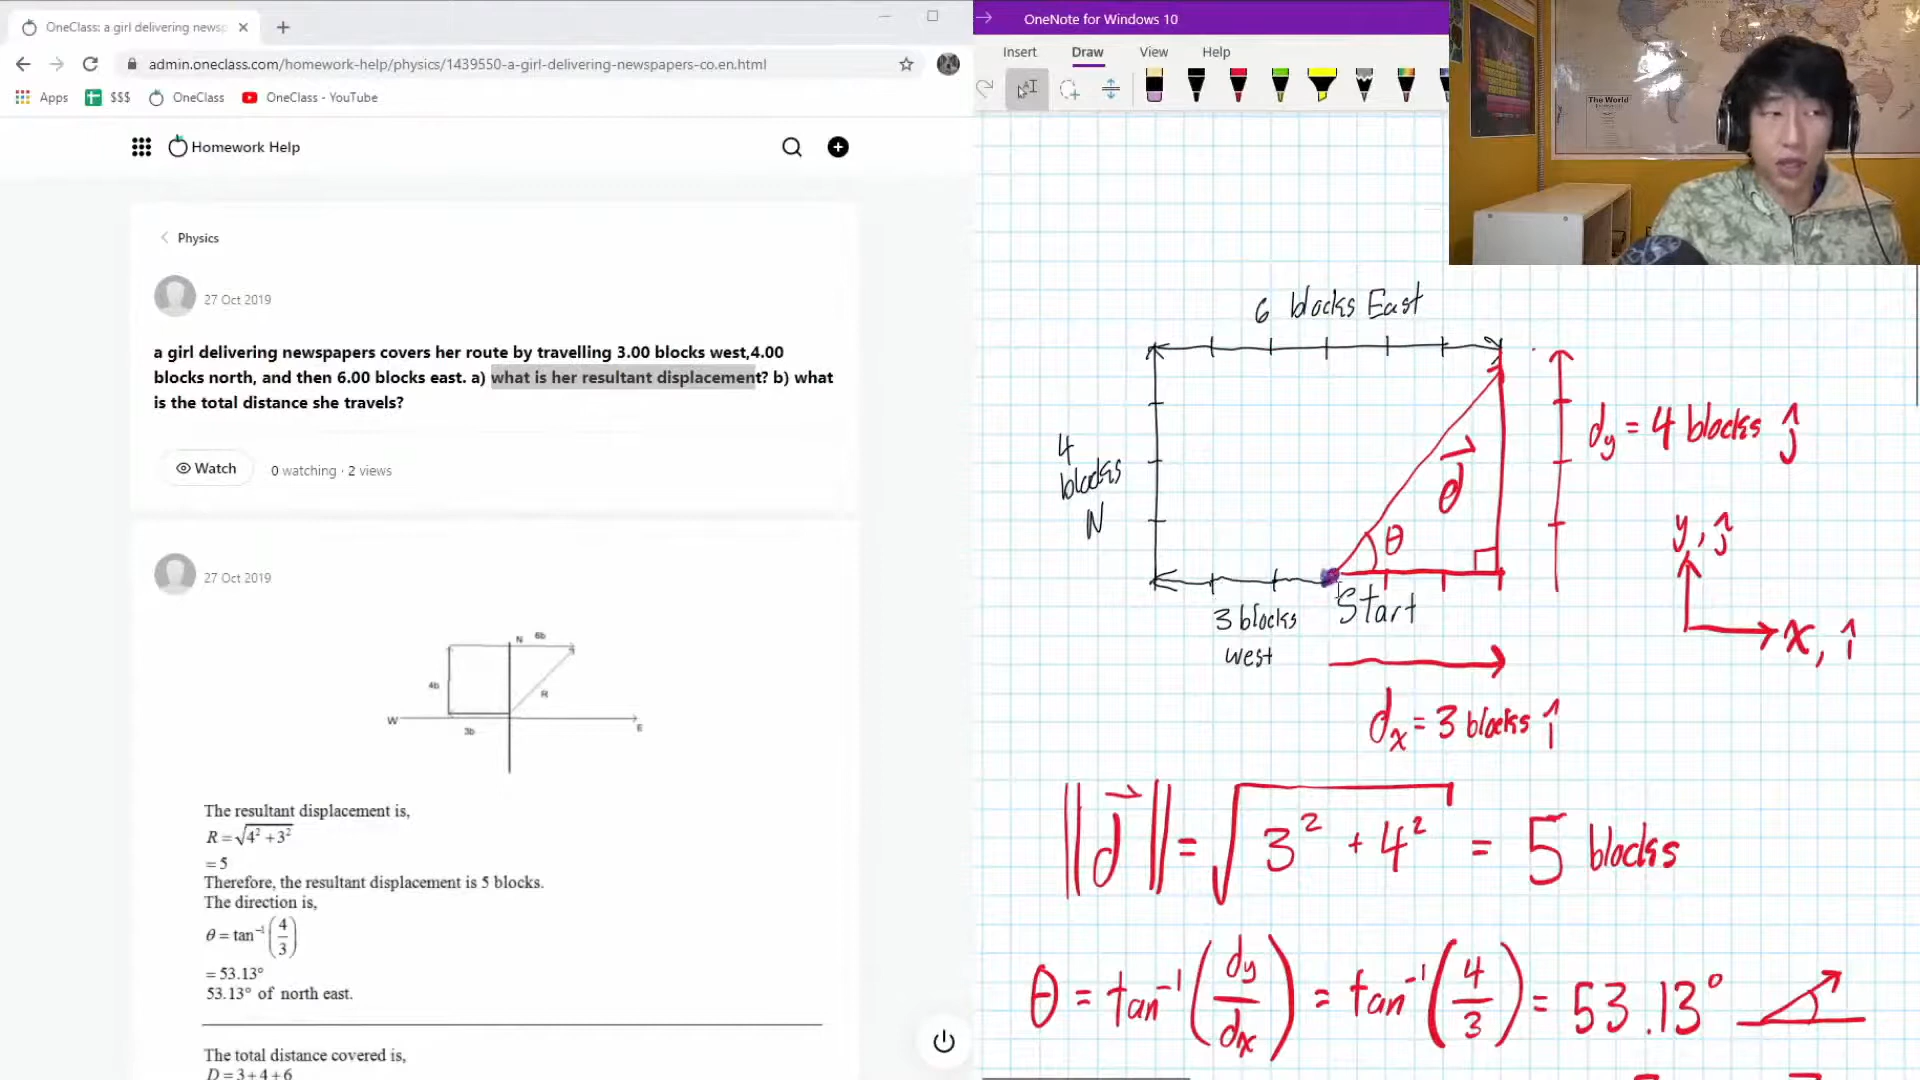 OneClass: a girl delivering newsp
admin.oneclass.com/homework-help/physics/1439550-a-girl-delivering-newspapers-co.en.html
Apps
$$$
OneClass
OneClass - YouTube
Homework Help
Physics
27 Oct 2019
a girl delivering newspapers covers her route by travelling 3.00 blocks west,4.00
blocks north, and then 6.00 blocks east. a) what is her resultant displacement? b) what
is the total distance she travels?
Watch
0 watching · 2 views
27 Oct 2019
N
6b
4b
R
W
E
3b
The resultant displacement is,
R = √4² + 3²
= 5
Therefore, the resultant displacement is 5 blocks.
The direction is,
θ = tan⁻¹ (4/3)
= 53.13°
53.13° of north east.
The total distance covered is,
D = 3+4+6
OneNote for Windows 10
Insert
Draw
View
Help
The World
6 blocks East
4
blocks
N
d⃗
θ
dy = 4 blocks ĵ
y, ĵ
x, î
Start
3 blocks
west
dx = 3 blocks î
||d⃗|| = √3² + 4² = 5 blocks
θ = tan⁻¹ (dy/dx) = tan⁻¹ (4/3) = 53.13°